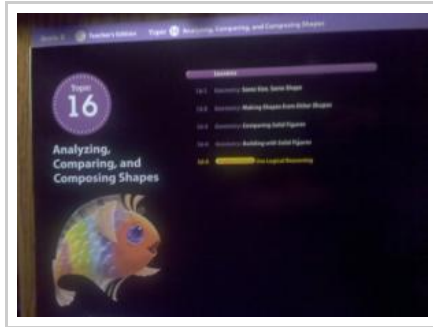 Teacher's Edition Topic 16 Analyzing, Comparing, and Composing Shapes
Topic
16
Analyzing,
Comparing, and
Composing Shapes
Lessons
16-1 Geometry: Same Size, Same Shape
16-2 Geometry: Making Shapes from Other Shapes
16-3 Geometry: Comparing Solid Figures
16-4 Geometry: Building with Solid Figures
Use Logical Reasoning